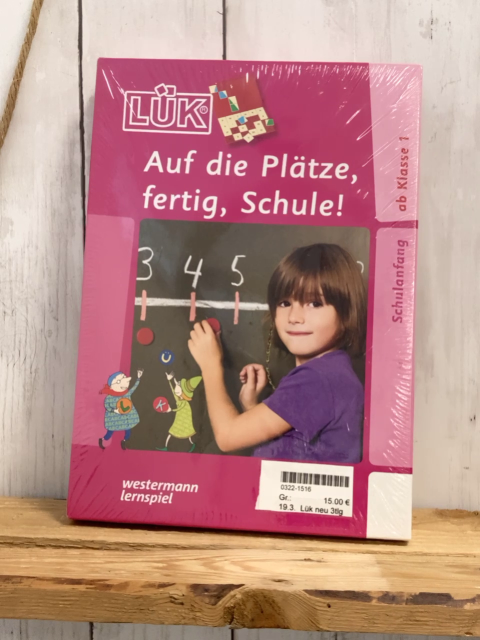 LÜK®
Auf die Plätze,
fertig, Schule!
ab Klasse 1
Schulanfang
3 4 5
L Ü K
westermann
lernspiel
0322-1516
Gr.: 15.00 €
19.3. Lük neu 3tlg